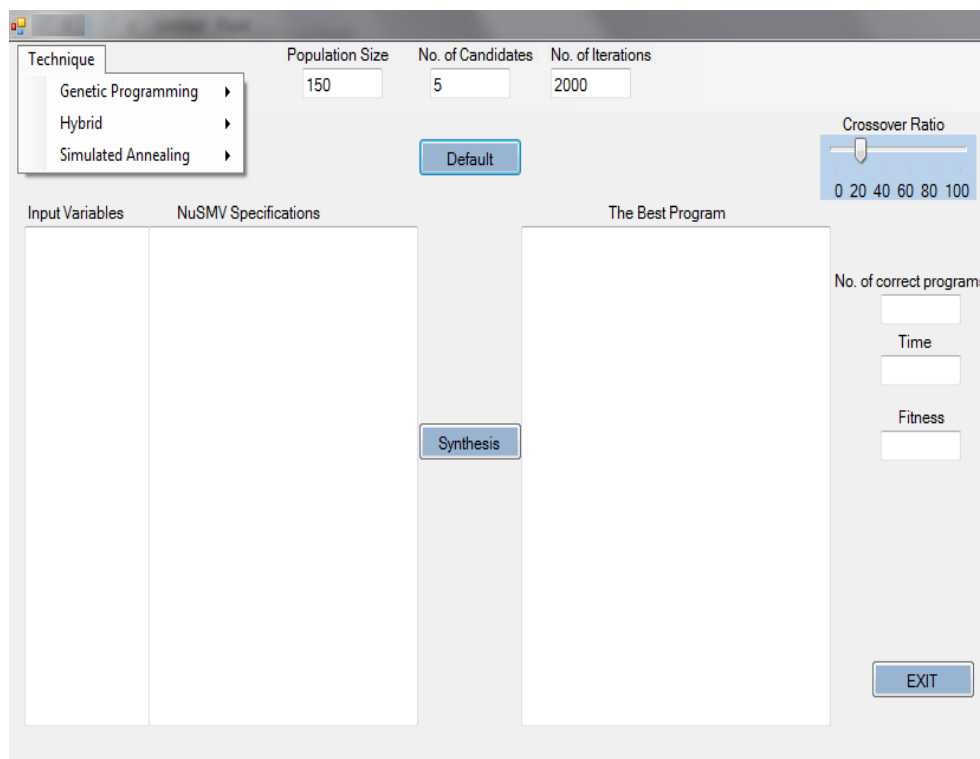 Technique
Population Size
No. of Candidates
No. of Iterations
150
5
2000
Genetic Programming
Hybrid
Simulated Annealing
Default
Crossover Ratio
0 20 40 60 80 100
Input Variables
NuSMV Specifications
The Best Program
No. of correct programs
Time
Fitness
Synthesis
EXIT